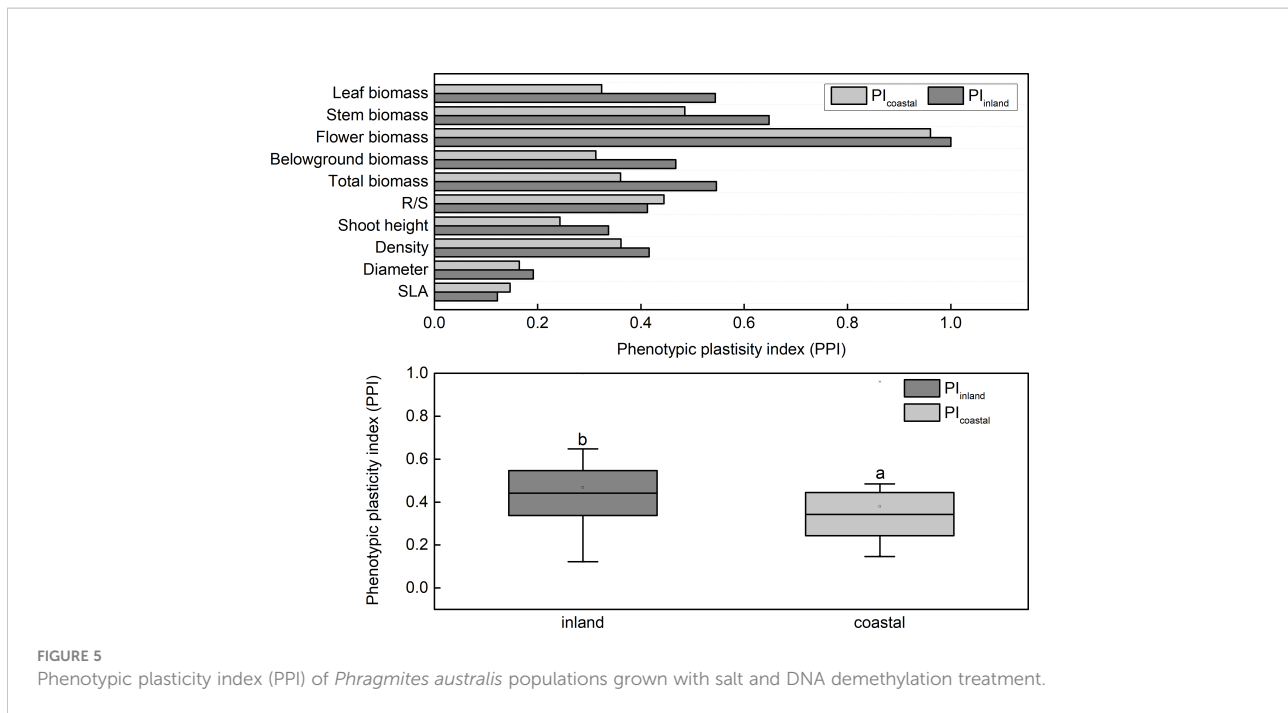 PIcoastal PIinland
Leaf biomass
Stem biomass
Flower biomass
Belowground biomass
Total biomass
R/S
Shoot height
Density
Diameter
SLA
0.0 0.2 0.4 0.6 0.8 1.0
Phenotypic plastisity index (PPI)
Phenotypic plasticity index (PPI)
1.0
0.8
0.6
0.4
0.2
0.0
PIinland
PIcoastal
b
a
inland coastal
FIGURE 5
Phenotypic plasticity index (PPI) of Phragmites australis populations grown with salt and DNA demethylation treatment.